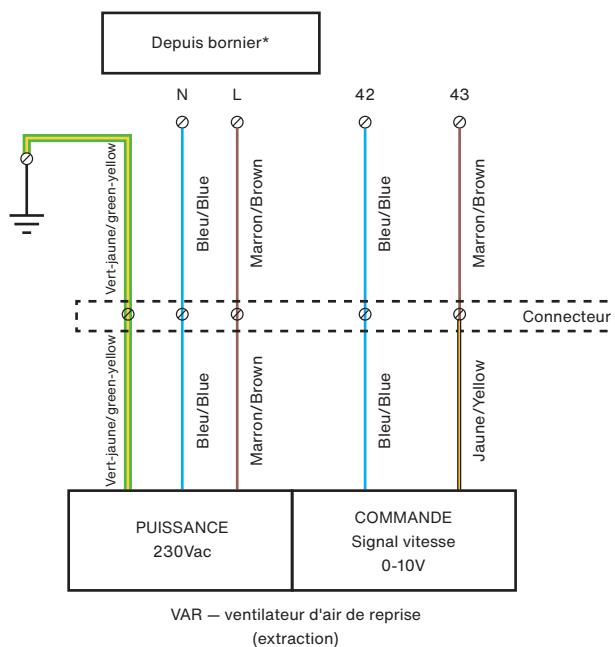 Depuis bornier*
N
L
42
43
Vert-jaune/green-yellow
Bleu/Blue
Marron/Brown
Bleu/Blue
Marron/Brown
Connecteur
Vert-jaune/green-yellow
Bleu/Blue
Marron/Brown
Bleu/Blue
Jaune/Yellow
PUISSANCE
230Vac
COMMANDE
Signal vitesse
0-10V
VAR — ventilateur d'air de reprise
(extraction)